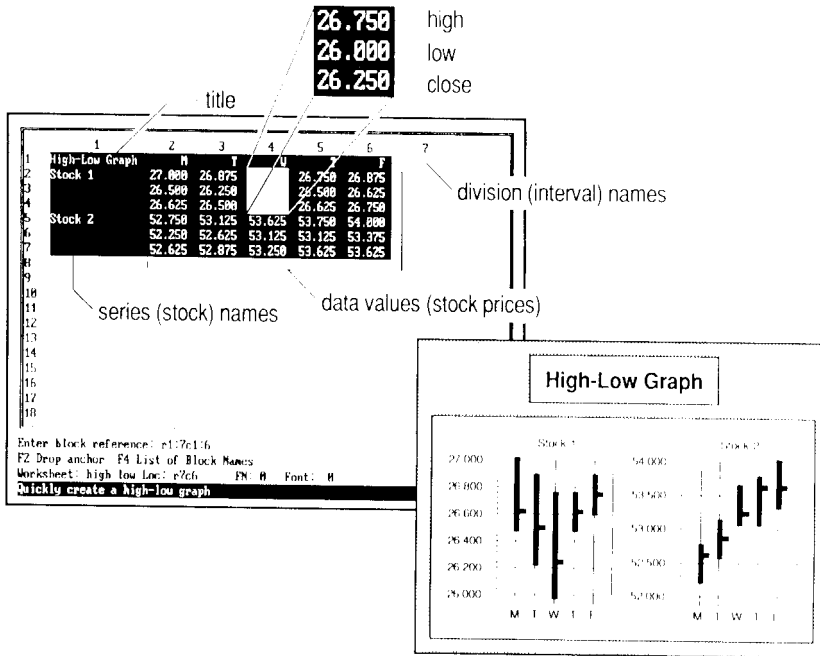 26.750 high
26.000 low
26.250 close
title
1 2 3 4 5 6 7
1 High-Low Graph M T W T F
2 Stock 1 27.000 26.875 26.750 26.875
3 26.500 26.250 26.500 26.625
4 26.625 26.500 26.625 26.750
5 Stock 2 52.750 53.125 53.625 53.750 54.000
6 52.250 52.625 53.125 53.125 53.375
7 52.625 52.875 53.250 53.625 53.625
8
9
10
11
12
13
14
15
16
17
18
division (interval) names
series (stock) names
data values (stock prices)
Enter block reference: r1:7c1:6
F2 Drop anchor F4 List of Block Names
Worksheet: high low Loc: r7c6 FN: 0 Font: 0
Quickly create a high-low graph
High-Low Graph
Stock 1
27.000
26.800
26.600
26.400
26.200
26.000
M T W T F
Stock 2
54.000
53.500
53.000
52.500
52.000
M T W T F